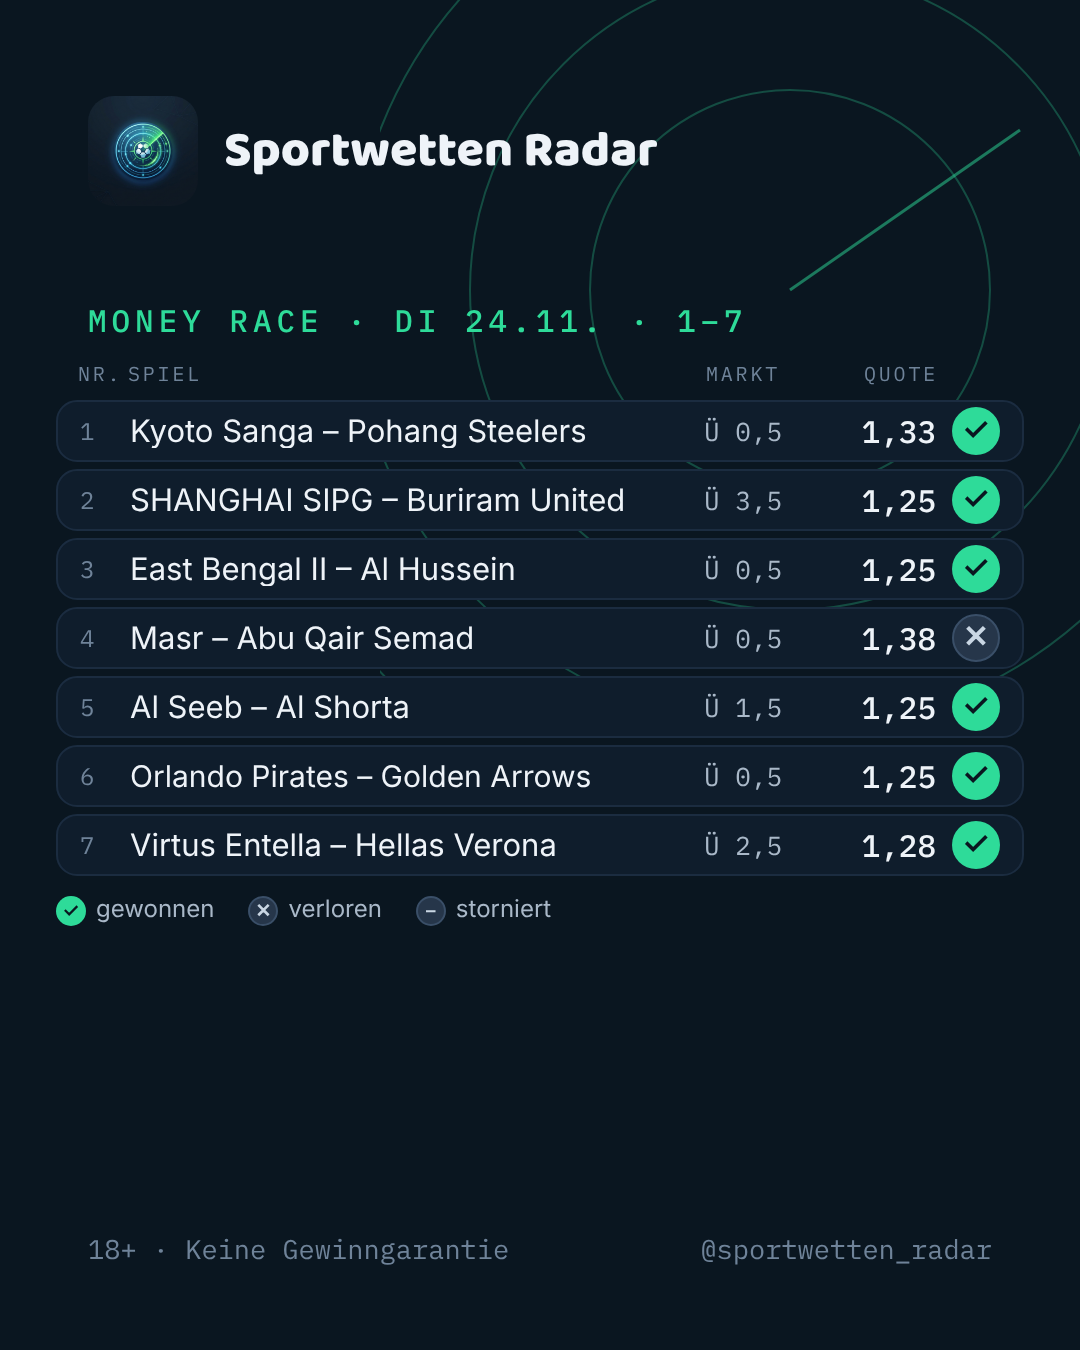 Sportwetten Radar
MONEY RACE · DI 24.11. · 1–7
NR. SPIEL MARKT QUOTE
1 Kyoto Sanga – Pohang Steelers Ü 0,5 1,33
2 SHANGHAI SIPG – Buriram United Ü 3,5 1,25
3 East Bengal II – Al Hussein Ü 0,5 1,25
4 Masr – Abu Qair Semad Ü 0,5 1,38
5 Al Seeb – Al Shorta Ü 1,5 1,25
6 Orlando Pirates – Golden Arrows Ü 0,5 1,25
7 Virtus Entella – Hellas Verona Ü 2,5 1,28
gewonnen verloren storniert
18+ · Keine Gewinngarantie @sportwetten_radar